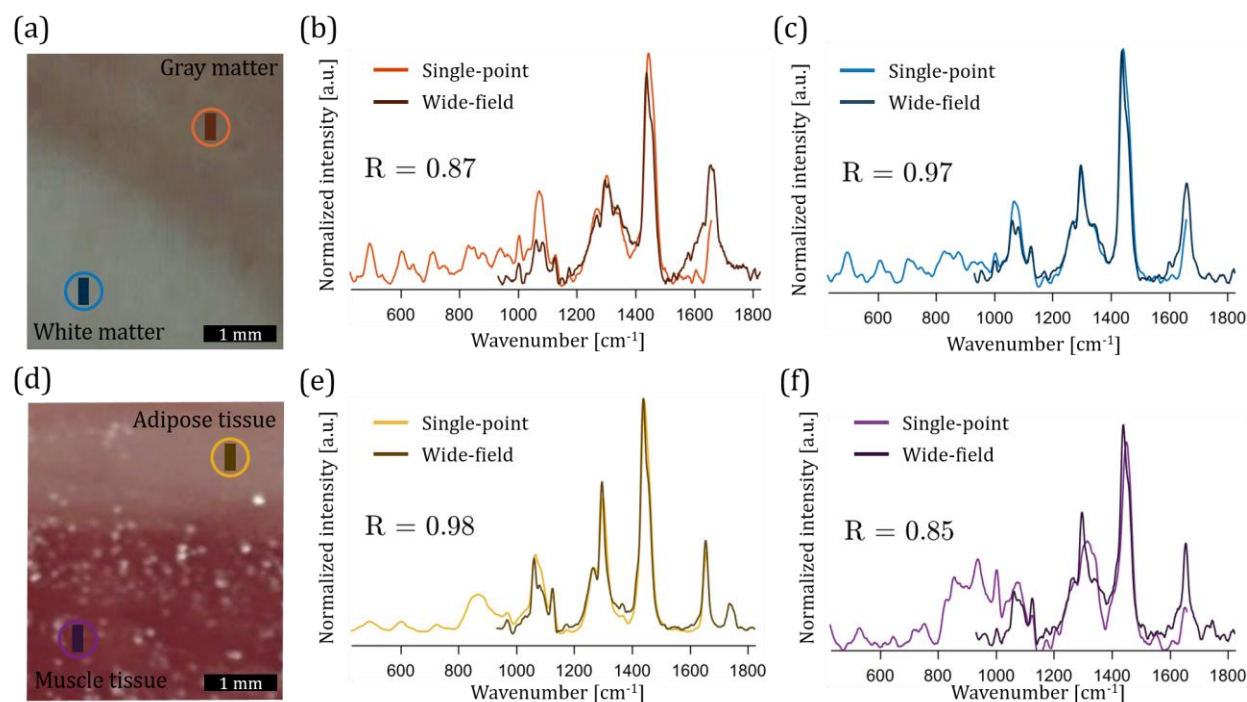 (a)
Gray matter
White matter
1 mm
(b)
Normalized intensity [a.u.]
Single-point
Wide-field
R = 0.87
600 800 1000 1200 1400 1600 1800
Wavenumber [cm⁻¹]
(c)
Normalized intensity [a.u.]
Single-point
Wide-field
R = 0.97
600 800 1000 1200 1400 1600 1800
Wavenumber [cm⁻¹]
(d)
Adipose tissue
Muscle tissue
1 mm
(e)
Normalized intensity [a.u.]
Single-point
Wide-field
R = 0.98
600 800 1000 1200 1400 1600 1800
Wavenumber [cm⁻¹]
(f)
Normalized intensity [a.u.]
Single-point
Wide-field
R = 0.85
600 800 1000 1200 1400 1600 1800
Wavenumber [cm⁻¹]